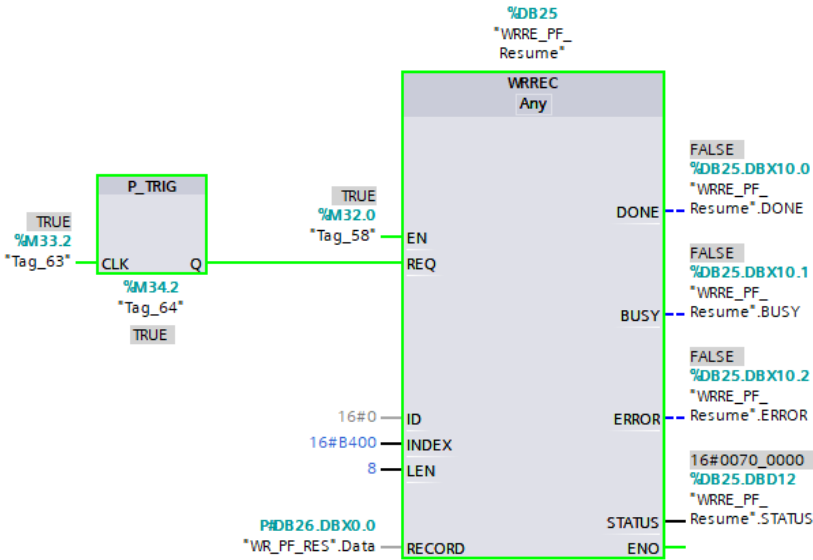 %DB25
"WRRE_PF_
Resume"
WRREC
Any
P_TRIG
TRUE
%M33.2
"Tag_63"
CLK
Q
%M34.2
"Tag_64"
TRUE
TRUE
%M32.0
"Tag_58"
EN
REQ
16#0
ID
16#B400
INDEX
8
LEN
P#DB26.DBX0.0
"WR_PF_RES".Data
RECORD
DONE
FALSE
%DB25.DBX10.0
"WRRE_PF_
Resume".DONE
BUSY
FALSE
%DB25.DBX10.1
"WRRE_PF_
Resume".BUSY
ERROR
FALSE
%DB25.DBX10.2
"WRRE_PF_
Resume".ERROR
STATUS
16#0070_0000
%DB25.DBD12
"WRRE_PF_
Resume".STATUS
ENO